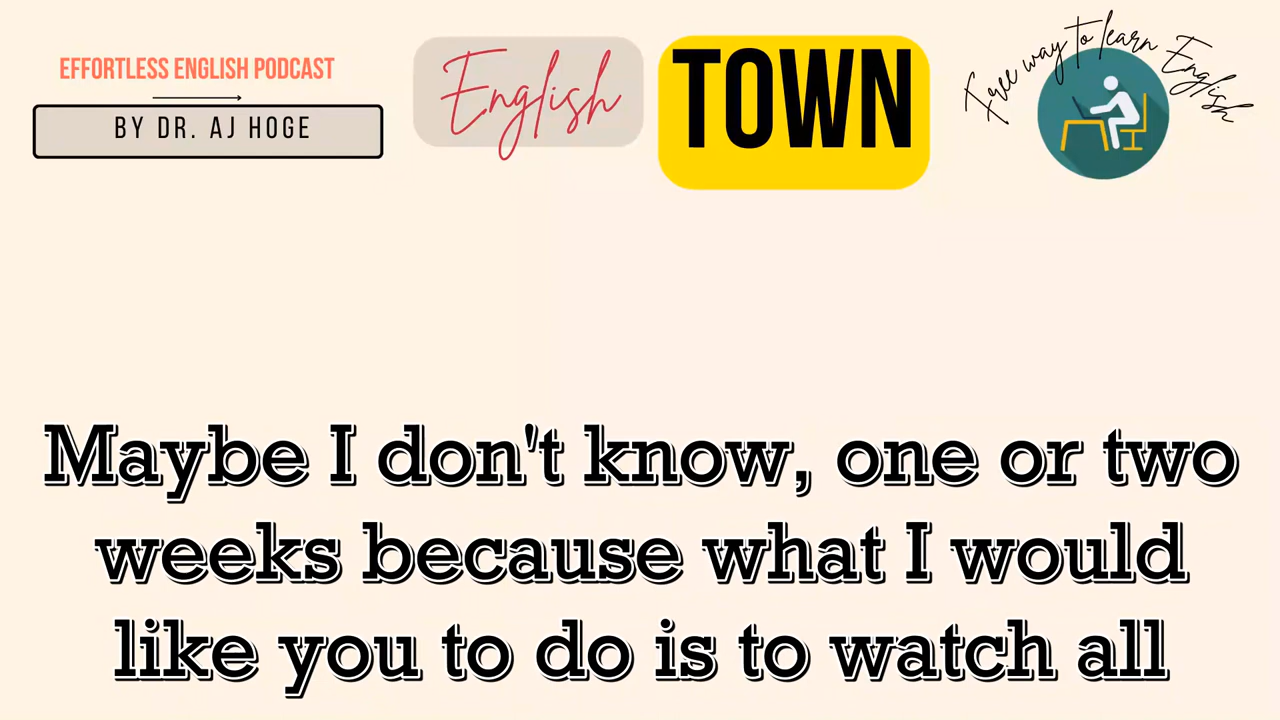 EFFORTLESS ENGLISH PODCAST
BY DR. AJ HOGE
English
TOWN
Free way to learn English
Maybe I don't know, one or two
weeks because what I would
like you to do is to watch all